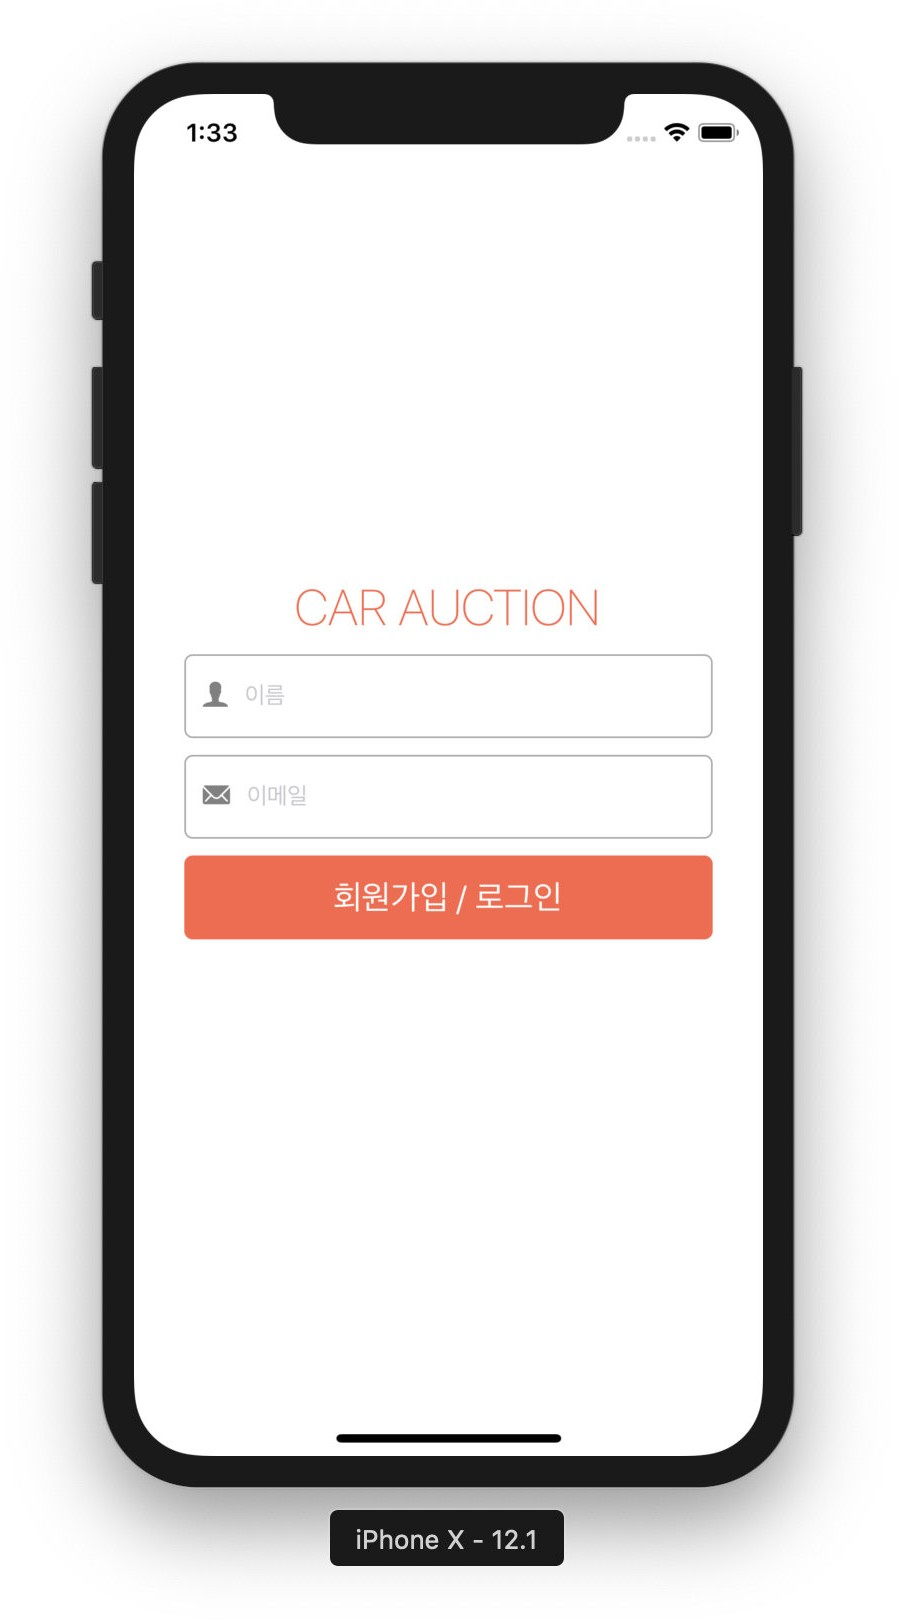 1:33
CAR AUCTION
이름
이메일
회원가입 / 로그인
iPhone X - 12.1